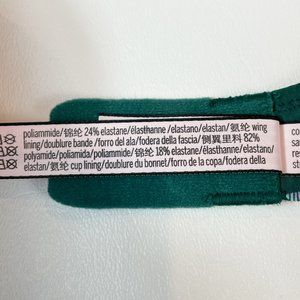 poliammide/锦纶 24% elastane/élasthanne/elastano/elastan/氨纶 wing
lining/doublure bande /forro del ala/fodera della fascia/侧翼里料 82%
polyamide/poliamida/poliammide/锦纶 18% elastane/élasthanne/elastano/
elastan/氨纶 cup lining/doublure du bonnet/forro de la copa/fodera della